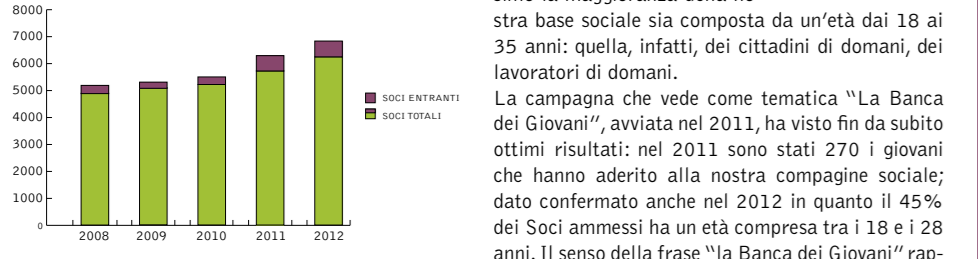 8000
7000
6000
5000
4000
3000
2000
1000
0
2008 2009 2010 2011 2012
SOCI ENTRANTI
SOCI TOTALI
stra base sociale sia composta da un'età dai 18 ai
35 anni: quella, infatti, dei cittadini di domani, dei
lavoratori di domani.
La campagna che vede come tematica “La Banca
dei Giovani”, avviata nel 2011, ha visto fin da subito
ottimi risultati: nel 2011 sono stati 270 i giovani
che hanno aderito alla nostra compagine sociale;
dato confermato anche nel 2012 in quanto il 45%
dei Soci ammessi ha un età compresa tra i 18 e i 28
anni. Il senso della frase “la Banca dei Giovani” rap-